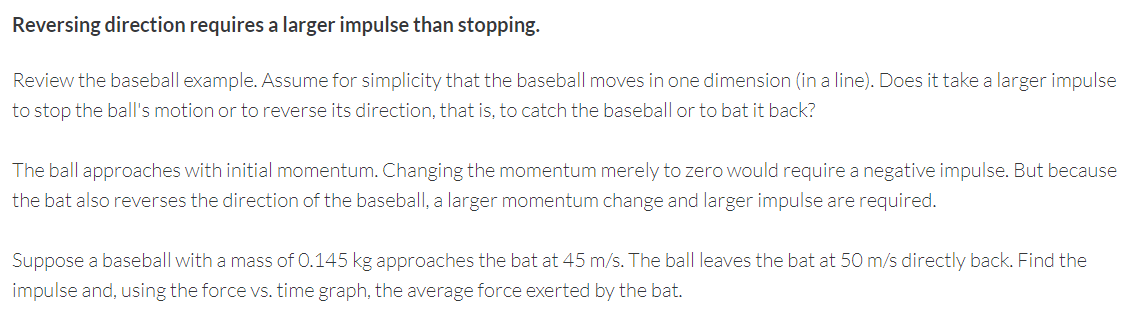 Reversing direction requires a larger impulse than stopping.
Review the baseball example. Assume for simplicity that the baseball moves in one dimension (in a line). Does it take a larger impulse
to stop the ball's motion or to reverse its direction, that is, to catch the baseball or to bat it back?
The ball approaches with initial momentum. Changing the momentum merely to zero would require a negative impulse. But because
the bat also reverses the direction of the baseball, a larger momentum change and larger impulse are required.
Suppose a baseball with a mass of 0.145 kg approaches the bat at 45 m/s. The ball leaves the bat at 50 m/s directly back. Find the
impulse and, using the force vs. time graph, the average force exerted by the bat.